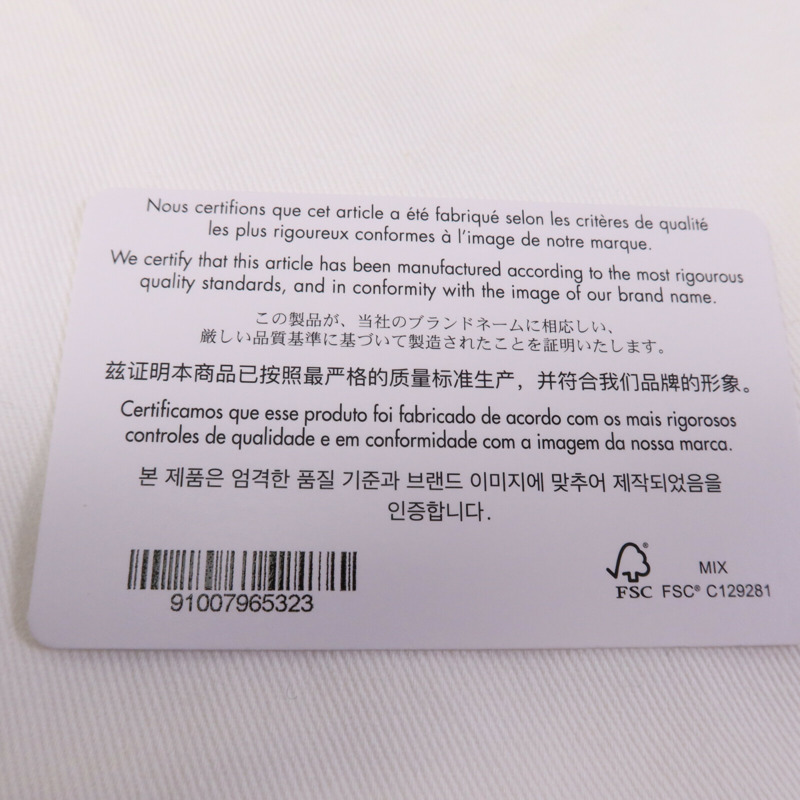 Nous certifions que cet article a été fabriqué selon les critères de qualité
les plus rigoureux conformes à l'image de notre marque.
We certify that this article has been manufactured according to the most rigourous
quality standards, and in conformity with the image of our brand name.
この製品が、当社のブランドネームに相応しい、
厳しい品質基準に基づいて製造されたことを証明いたします。
兹证明本商品已按照最严格的质量标准生产，并符合我们品牌的形象。
Certificamos que esse produto foi fabricado de acordo com os mais rigorosos
controles de qualidade e em conformidade com a imagem da nossa marca.
본 제품은 엄격한 품질 기준과 브랜드 이미지에 맞추어 제작되었음을
인증합니다.
91007965323
®
MIX
FSC FSC® C129281